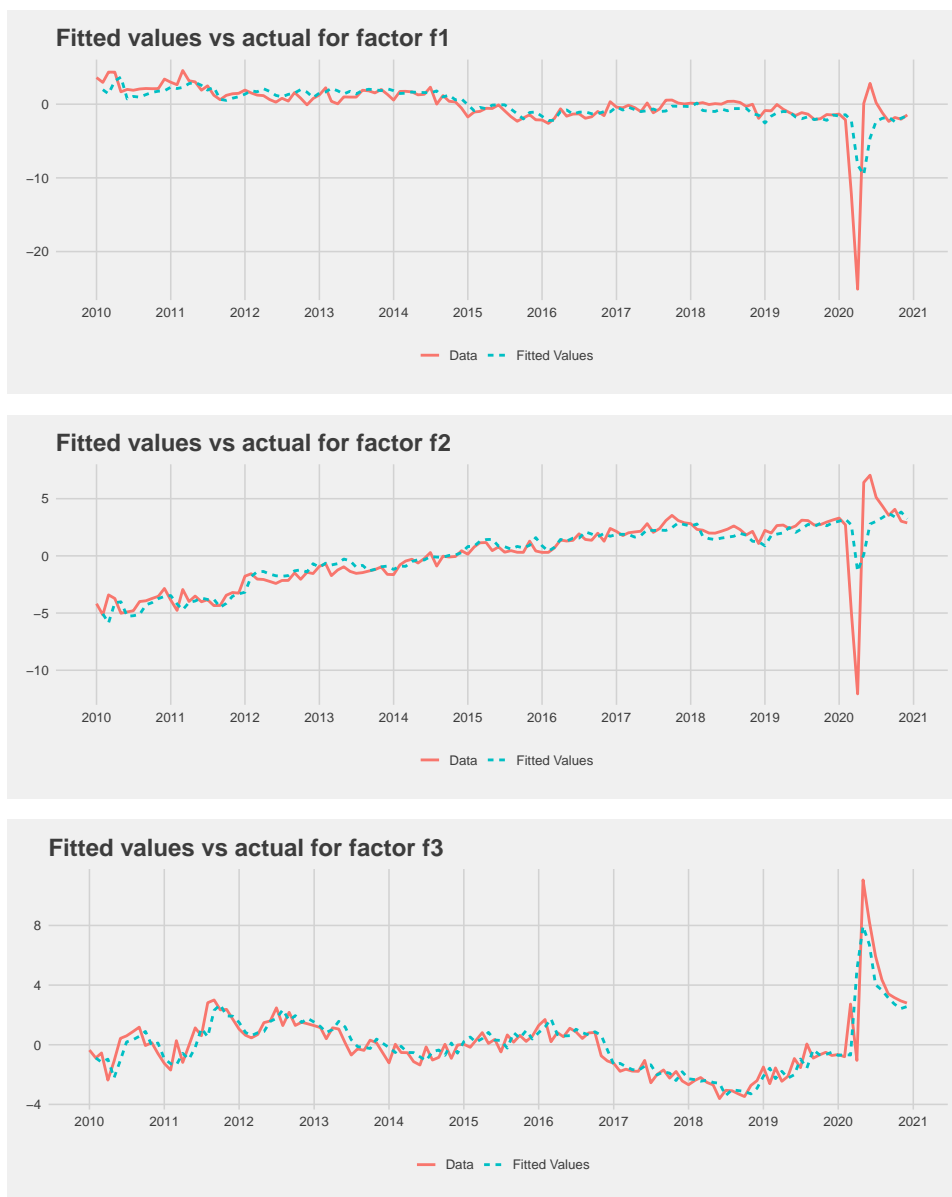 Fitted values vs actual for factor f1
0
−10
−20
2010 2011 2012 2013 2014 2015 2016 2017 2018 2019 2020 2021
Data Fitted Values
Fitted values vs actual for factor f2
5
0
−5
−10
2010 2011 2012 2013 2014 2015 2016 2017 2018 2019 2020 2021
Data Fitted Values
Fitted values vs actual for factor f3
8
4
0
−4
2010 2011 2012 2013 2014 2015 2016 2017 2018 2019 2020 2021
Data Fitted Values